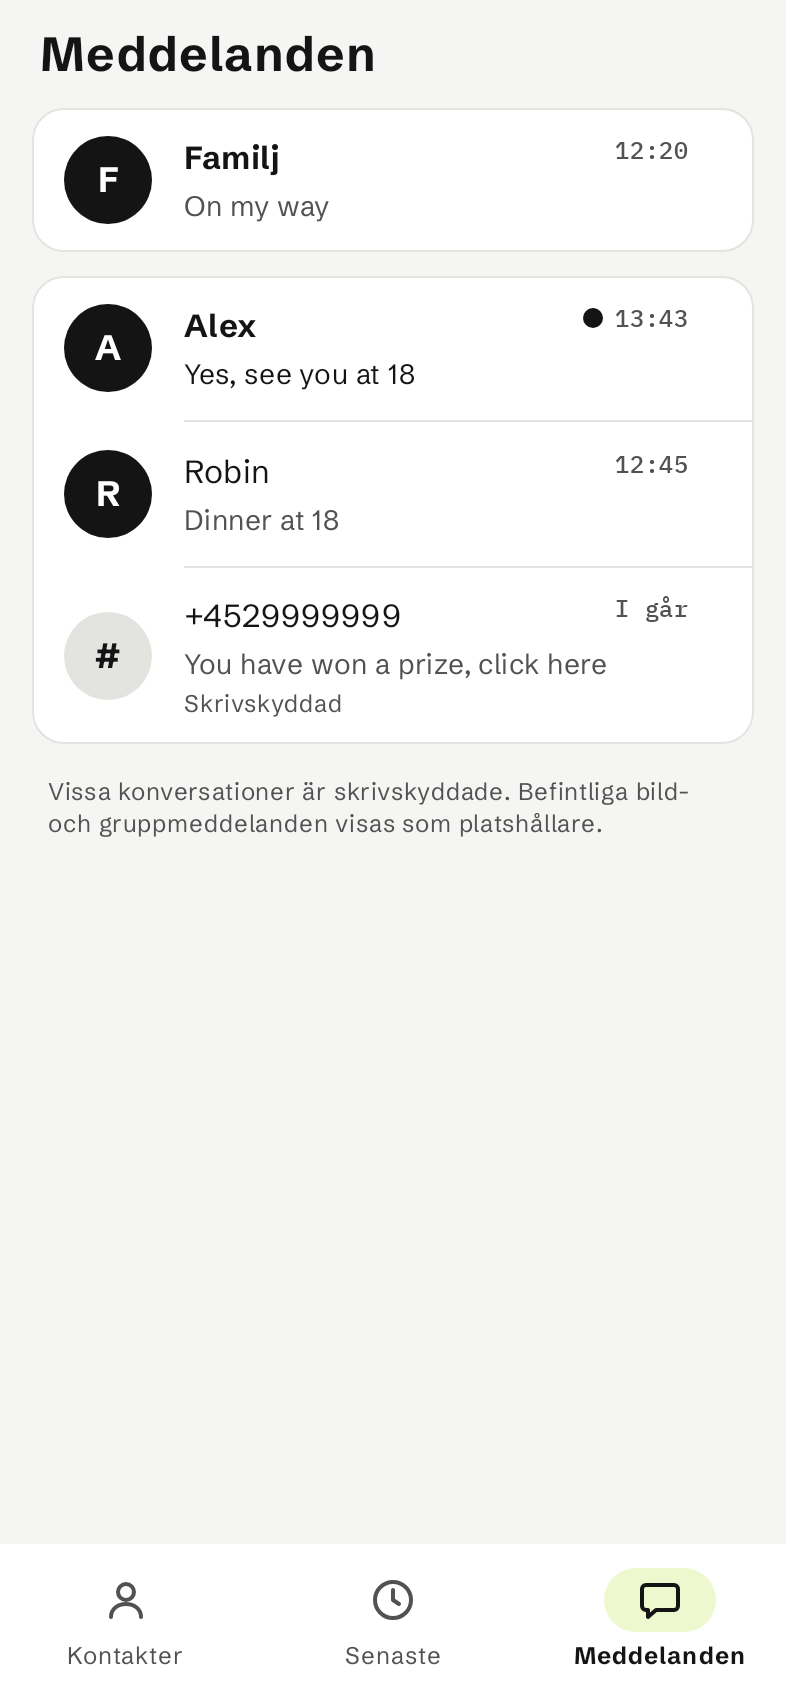 Meddelanden
F
Familj
12:20
On my way
A
Alex
13:43
Yes, see you at 18
R
Robin
12:45
Dinner at 18
#
+4529999999
I går
You have won a prize, click here
Skrivskyddad
Vissa konversationer är skrivskyddade. Befintliga bild-
och gruppmeddelanden visas som platshållare.
Kontakter
Senaste
Meddelanden